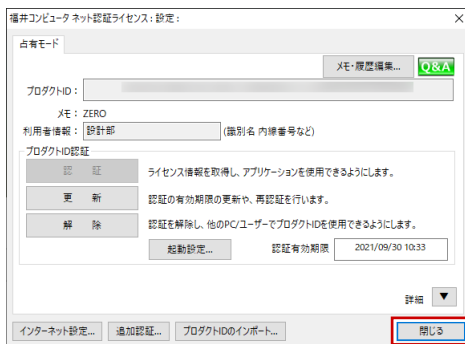 福井コンピュータ ネット認証ライセンス : 設定 :
占有モード
メモ・履歴編集... Q&A
プロダクトID :
メモ : ZERO
利用者情報 : 設計部 (識別名 内線番号など)
プロダクトID認証
認 証 ライセンス情報を取得し、アプリケーションを使用できるようにします。
更 新 認証の有効期限の更新や、再認証を行います。
解 除 認証を解除し、他のPC/ユーザーでプロダクトIDを使用できるようにします。
起動設定... 認証有効期限 2021/09/30 10:33
詳細 ▼
インターネット設定... 追加認証... プロダクトIDのインポート... 閉じる